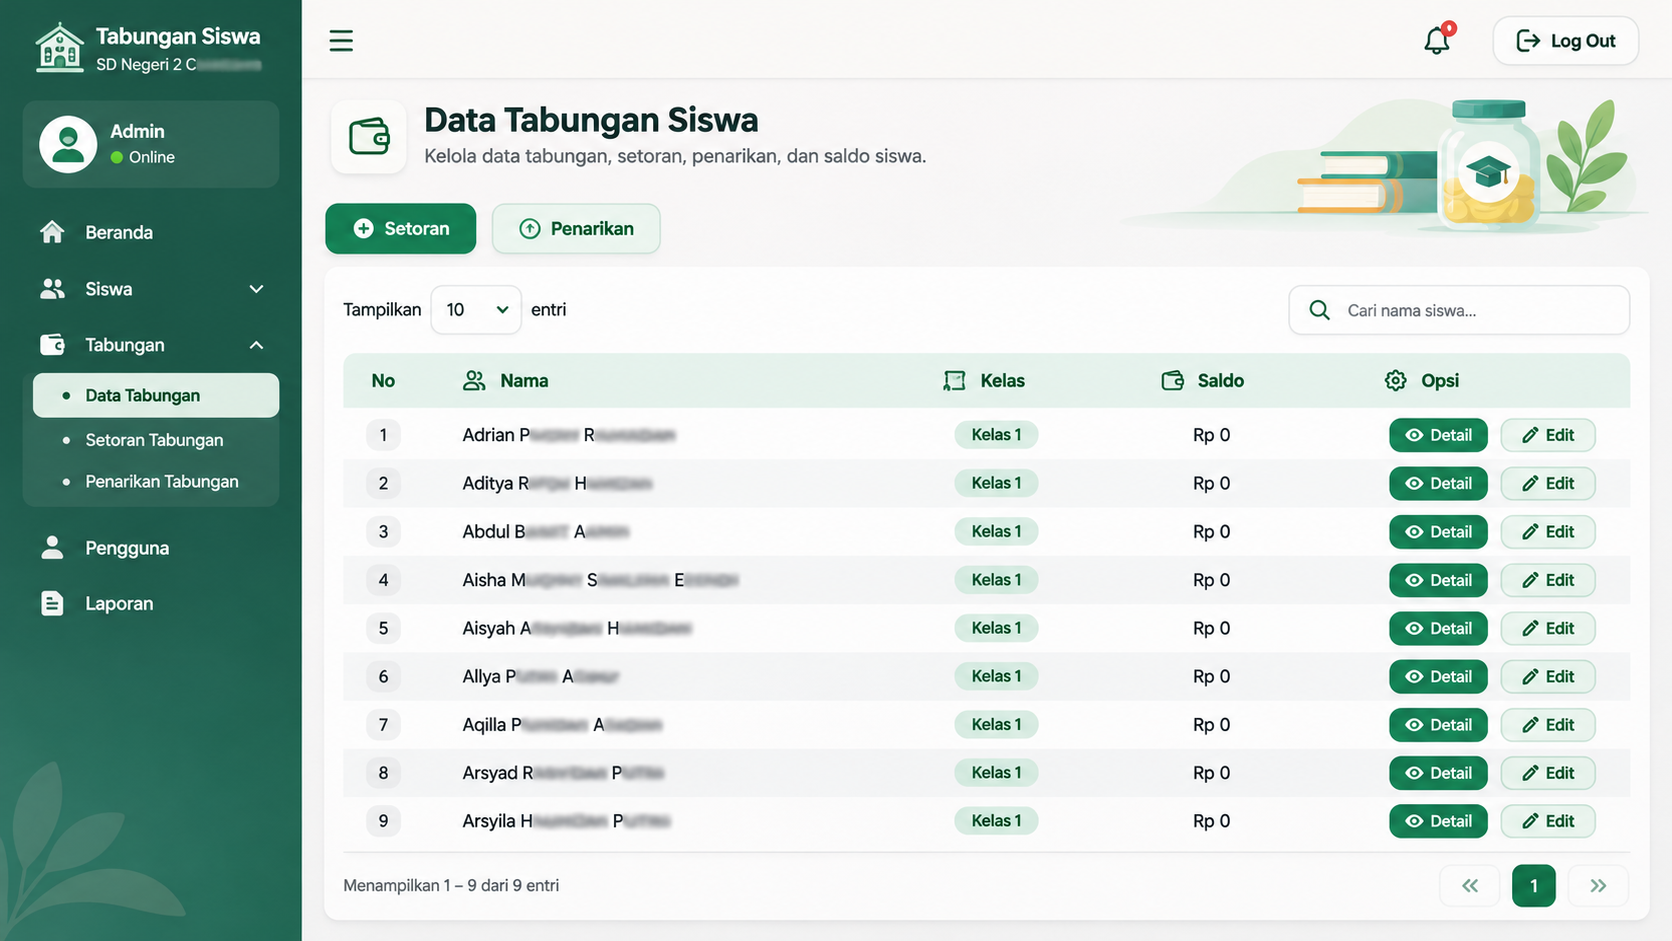 Tabungan Siswa
SD Negeri 2
Admin
Online
Beranda
Siswa
Tabungan
Data Tabungan
Setoran Tabungan
Penarikan Tabungan
Pengguna
Laporan
Log Out
Data Tabungan Siswa
Kelola data tabungan, setoran, penarikan, dan saldo siswa.
Setoran Penarikan
Tampilkan 10 entri
Cari nama siswa...
No Nama Kelas Saldo Opsi
1 Adrian Kelas 1 Rp 0 Detail Edit
2 Aditya Kelas 1 Rp 0 Detail Edit
3 Abdul Kelas 1 Rp 0 Detail Edit
4 Aisha Kelas 1 Rp 0 Detail Edit
5 Aisyah Kelas 1 Rp 0 Detail Edit
6 Allya Kelas 1 Rp 0 Detail Edit
7 Aqilla Kelas 1 Rp 0 Detail Edit
8 Arsyad Kelas 1 Rp 0 Detail Edit
9 Arsyila Kelas 1 Rp 0 Detail Edit
Menampilkan 1 – 9 dari 9 entri
« 1 »